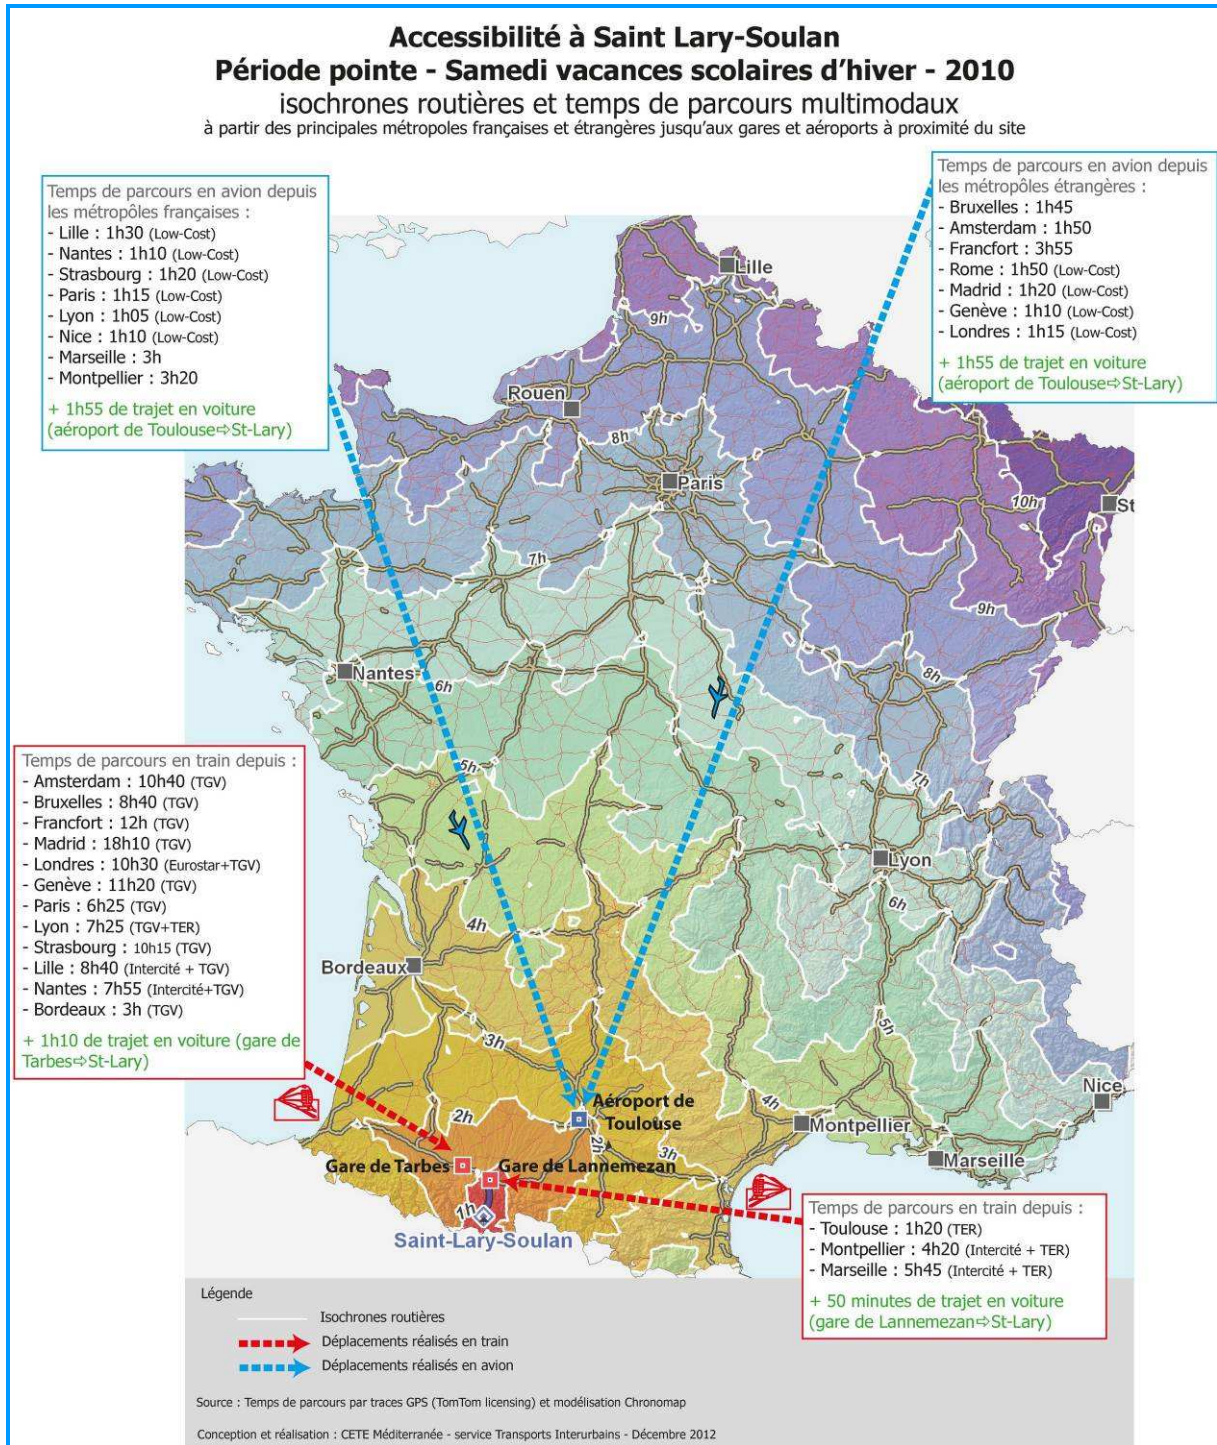 Accessibilité à Saint Lary-Soulan
Période pointe - Samedi vacances scolaires d'hiver - 2010
isochrones routières et temps de parcours multimodaux
à partir des principales métropoles françaises et étrangères jusqu'aux gares et aéroports à proximité du site
Temps de parcours en avion depuis
les métropôles françaises :
- Lille : 1h30 (Low-Cost)
- Nantes : 1h10 (Low-Cost)
- Strasbourg : 1h20 (Low-Cost)
- Paris : 1h15 (Low-Cost)
- Lyon : 1h05 (Low-Cost)
- Nice : 1h10 (Low-Cost)
- Marseille : 3h
- Montpellier : 3h20
+ 1h55 de trajet en voiture
(aéroport de Toulouse⇨St-Lary)
Temps de parcours en avion depuis
les métropôles étrangères :
- Bruxelles : 1h45
- Amsterdam : 1h50
- Francfort : 3h55
- Rome : 1h50 (Low-Cost)
- Madrid : 1h20 (Low-Cost)
- Genève : 1h10 (Low-Cost)
- Londres : 1h15 (Low-Cost)
+ 1h55 de trajet en voiture
(aéroport de Toulouse⇨St-Lary)
Lille
9h
Rouen
8h
Paris
10h
St
7h
9h
Nantes
6h
8h
5h
7h
Lyon
6h
4h
Bordeaux
5h
3h
Nice
4h
2h
Aéroport de
Toulouse
Montpellier
2h
3h
Marseille
Gare de Tarbes
Gare de Lannemezan
1h
Saint-Lary-Soulan
Temps de parcours en train depuis :
- Amsterdam : 10h40 (TGV)
- Bruxelles : 8h40 (TGV)
- Francfort : 12h (TGV)
- Madrid : 18h10 (TGV)
- Londres : 10h30 (Eurostar+TGV)
- Genève : 11h20 (TGV)
- Paris : 6h25 (TGV)
- Lyon : 7h25 (TGV+TER)
- Strasbourg : 10h15 (TGV)
- Lille : 8h40 (Intercité + TGV)
- Nantes : 7h55 (Intercité+TGV)
- Bordeaux : 3h (TGV)
+ 1h10 de trajet en voiture (gare de
Tarbes⇨St-Lary)
Temps de parcours en train depuis :
- Toulouse : 1h20 (TER)
- Montpellier : 4h20 (Intercité + TER)
- Marseille : 5h45 (Intercité + TER)
+ 50 minutes de trajet en voiture
(gare de Lannemezan⇨St-Lary)
Légende
Isochrones routières
Déplacements réalisés en train
Déplacements réalisés en avion
Source : Temps de parcours par traces GPS (TomTom licensing) et modélisation Chronomap
Conception et réalisation : CETE Méditerranée - service Transports Interurbains - Décembre 2012